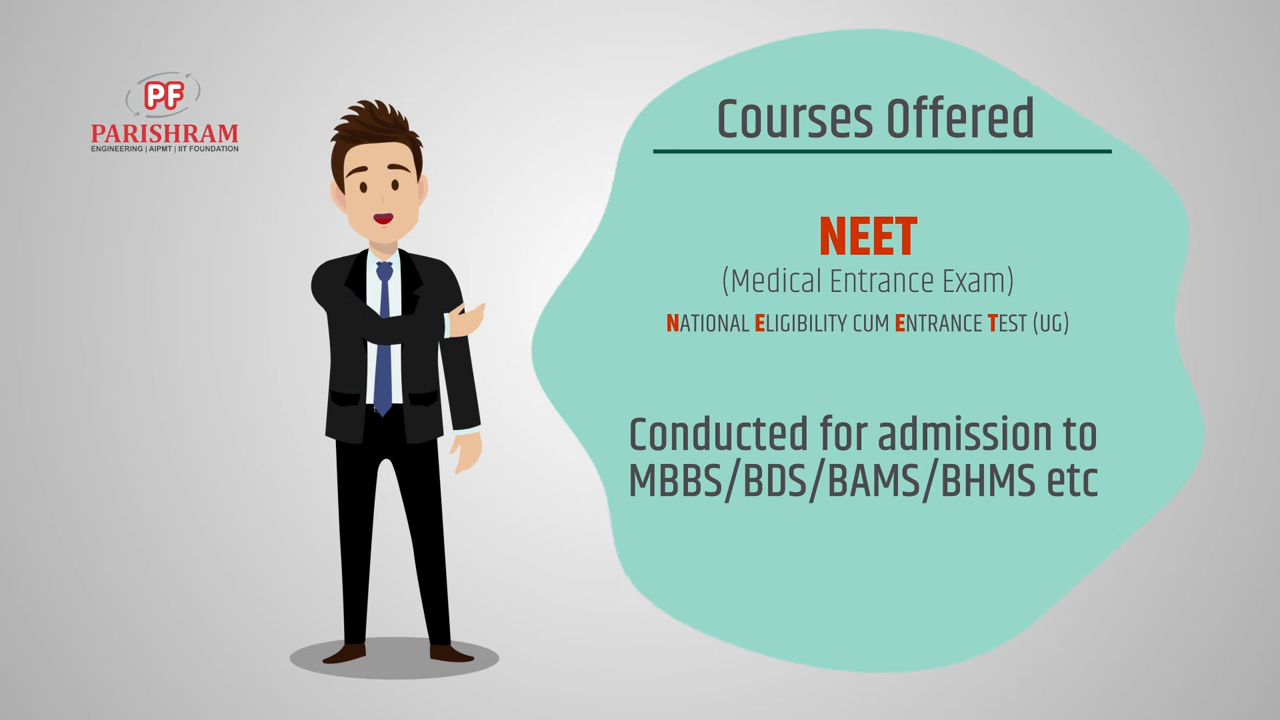 PF
PARISHRAM
ENGINEERING | AIPMT | IIT FOUNDATION
Courses Offered
NEET
(Medical Entrance Exam)
NATIONAL ELIGIBILITY CUM ENTRANCE TEST (UG)
Conducted for admission to
MBBS/BDS/BAMS/BHMS etc